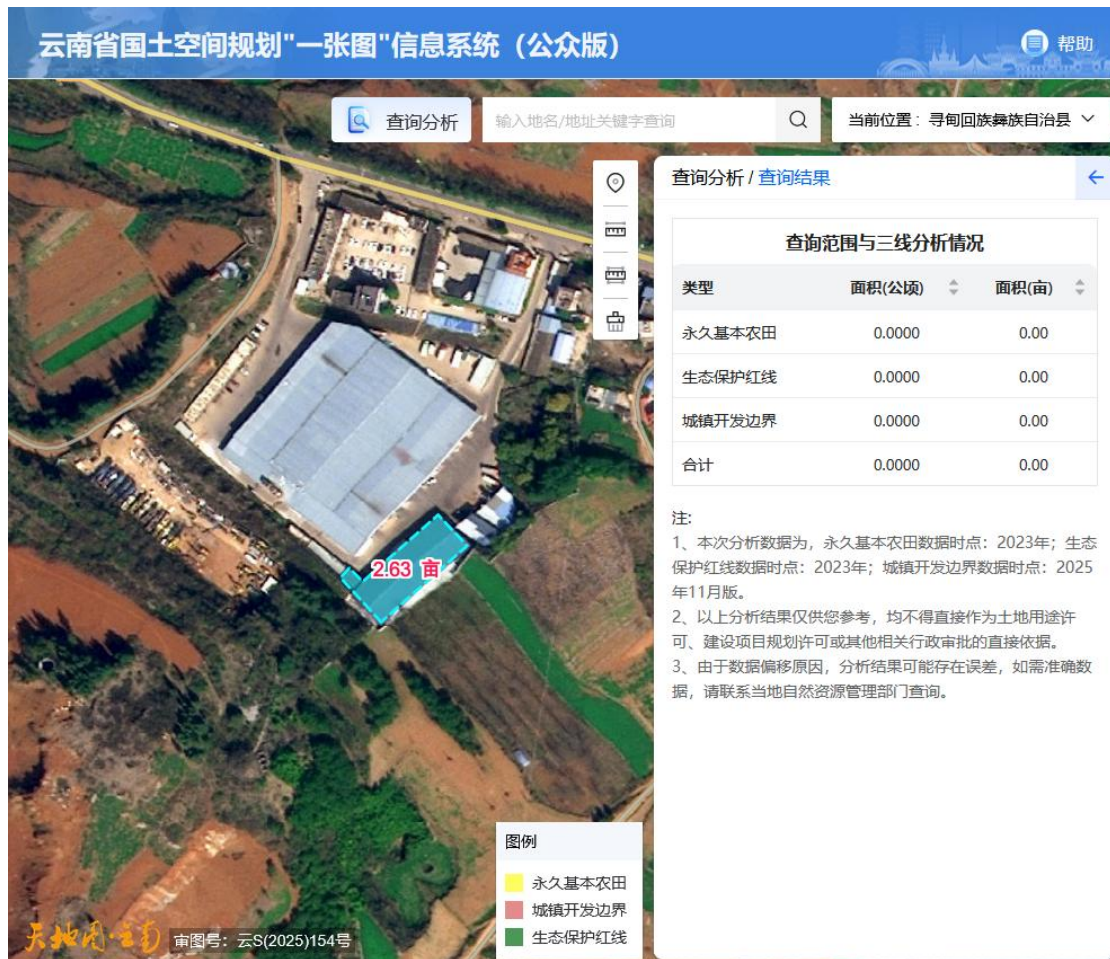 云南省国土空间规划"一张图"信息系统（公众版）
帮助
查询分析
输入地名/地址关键字查询
当前位置：寻甸回族彝族自治县
查询分析 / 查询结果
查询范围与三线分析情况
类型 面积(公顷) 面积(亩)
永久基本农田 0.0000 0.00
生态保护红线 0.0000 0.00
城镇开发边界 0.0000 0.00
合计 0.0000 0.00
注:
1、本次分析数据为，永久基本农田数据时点：2023年；生态
保护红线数据时点：2023年；城镇开发边界数据时点：2025
年11月版。
2、以上分析结果仅供您参考，均不得直接作为土地用途许
可、建设项目规划许可或其他相关行政审批的直接依据。
3、由于数据偏移原因，分析结果可能存在误差，如需准确数
据，请联系当地自然资源管理部门查询。
2.63 亩
图例
永久基本农田
城镇开发边界
生态保护红线
天地图·云南
审图号：云S(2025)154号